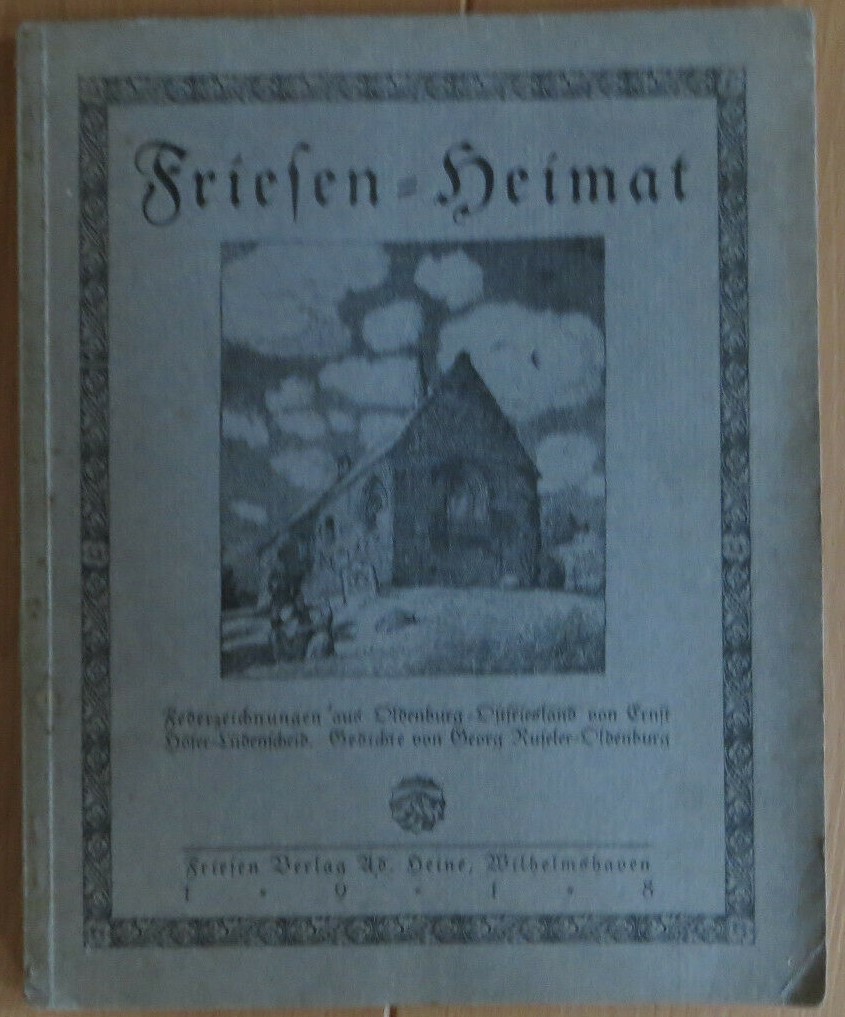 Frieſen-Heimat
Federzeichnungen aus Oldenburg-Oſtfriesland von Ernſt
Höfer-Lüdenſcheid. Gedichte von Georg Ruſeler-Oldenburg
Frieſen Verlag Ad. Heine, Wilhelmshaven
1 • 9 • 1 • 8